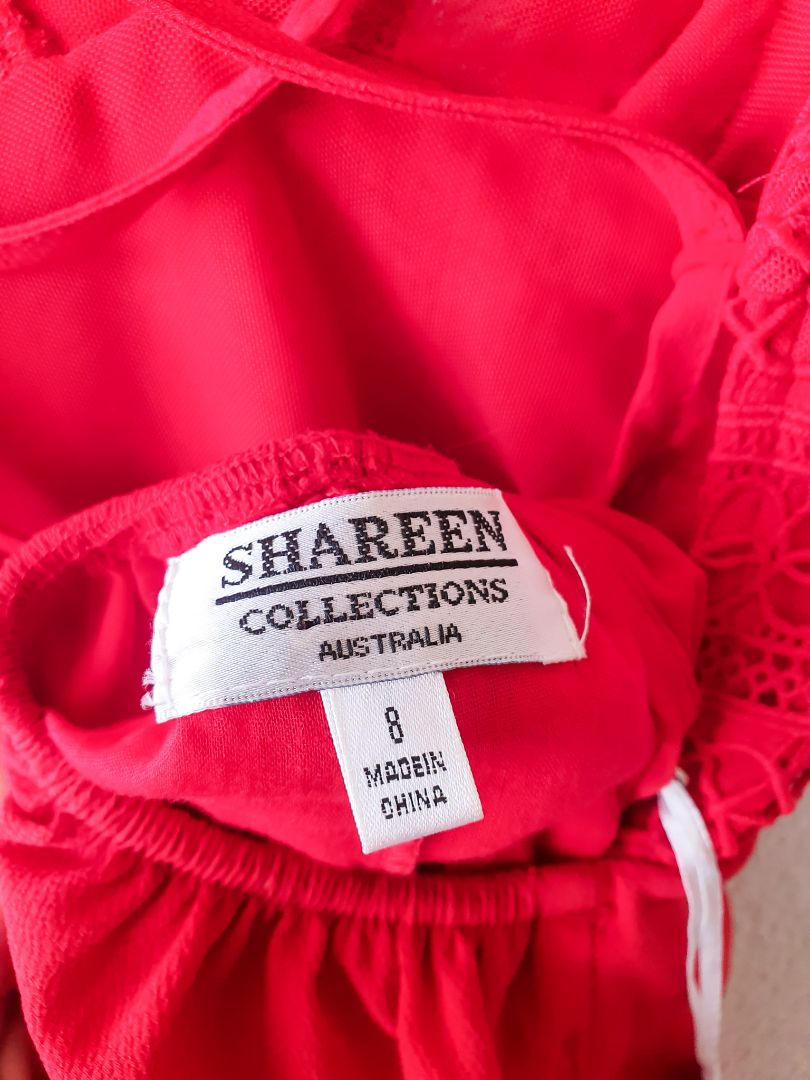 SHAREEN
COLLECTIONS
AUSTRALIA
8
MADEIN
CHINA